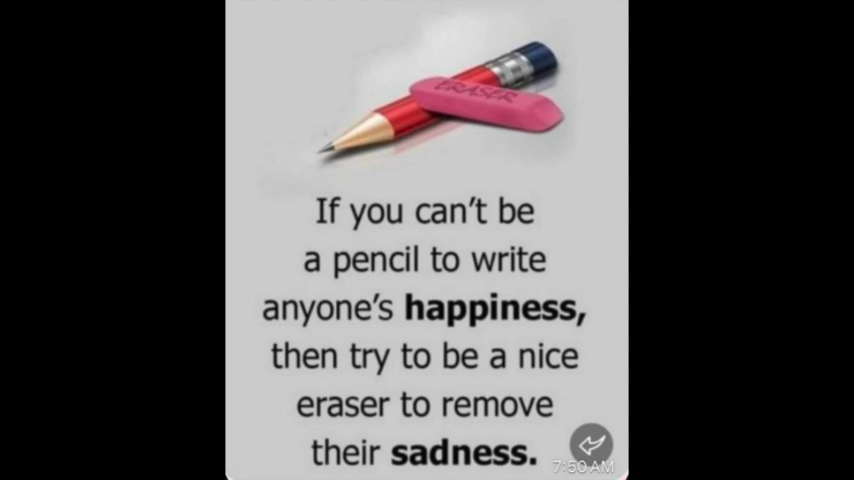 ERASER
If you can't be
a pencil to write
anyone's happiness,
then try to be a nice
eraser to remove
their sadness.
7:50 AM